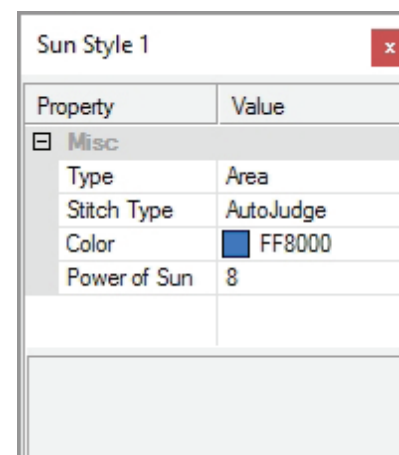 Sun Style 1
x
Property Value
Misc
Type Area
Stitch Type AutoJudge
Color FF8000
Power of Sun 8